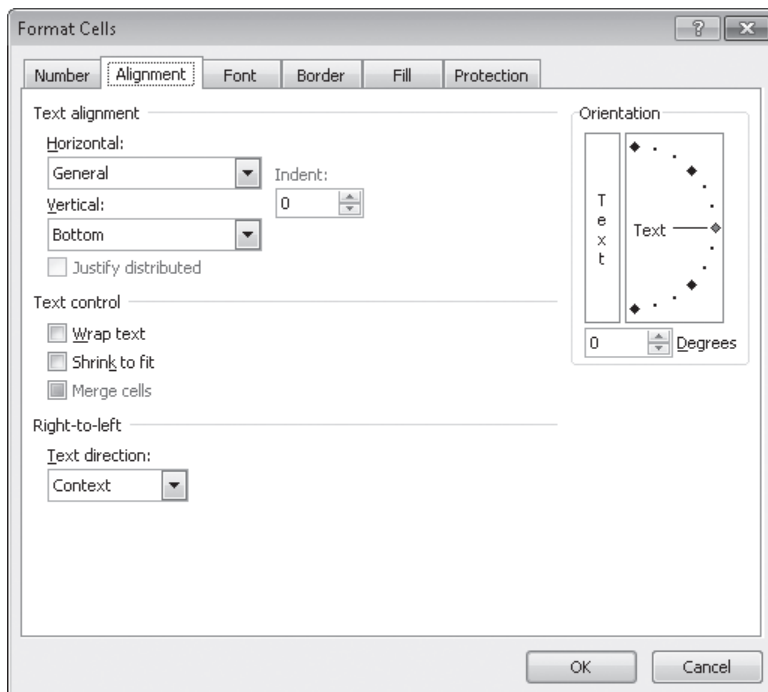 Format Cells
?
Number
Alignment
Font
Border
Fill
Protection
Text alignment
Horizontal:
General
Indent:
0
Vertical:
Bottom
Justify distributed
Text control
Wrap text
Shrink to fit
Merge cells
Right-to-left
Text direction:
Context
Orientation
Text
Text
0
Degrees
OK
Cancel